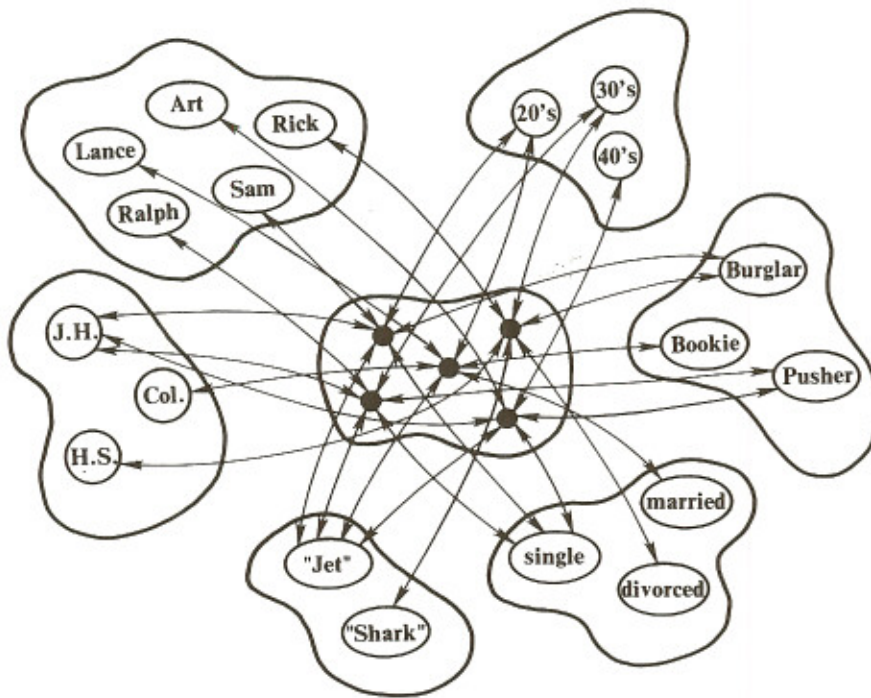 Art
Rick
Lance
Sam
Ralph
20's
30's
40's
Burglar
Bookie
Pusher
J.H.
Col.
H.S.
married
single
divorced
"Jet"
"Shark"